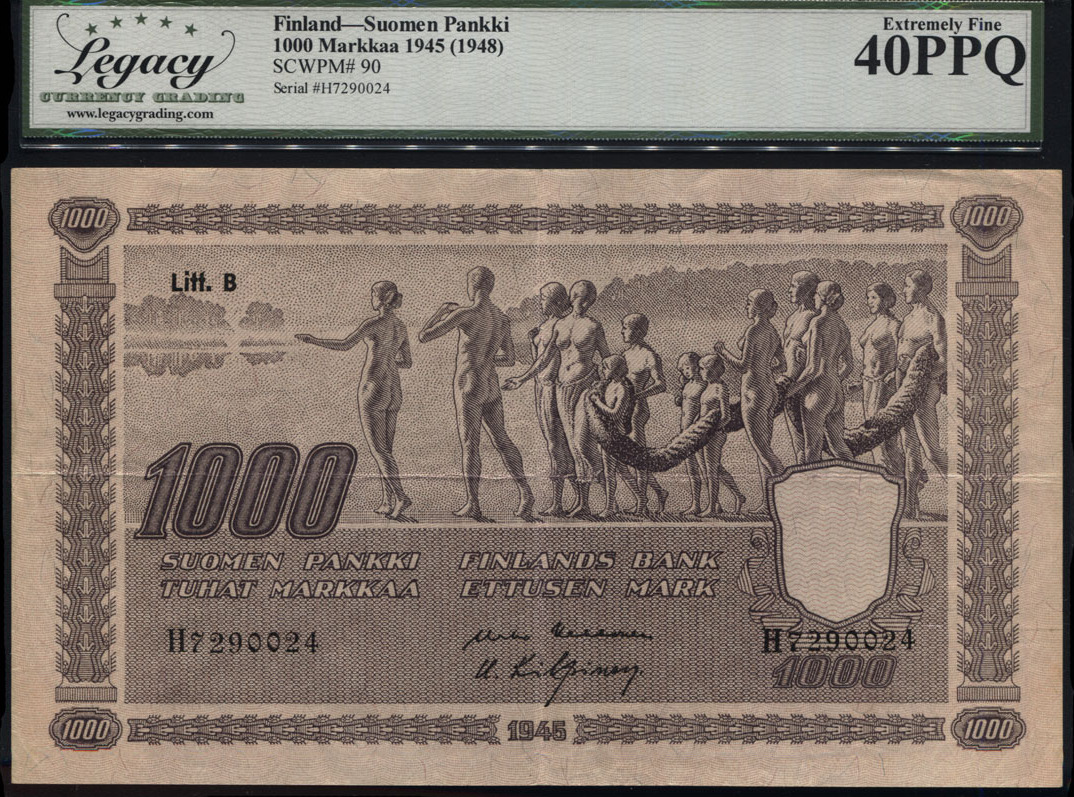 Legacy
CURRENCY GRADING
www.legacygrading.com
Finland—Suomen Pankki
1000 Markkaa 1945 (1948)
SCWPM# 90
Serial #H7290024
Extremely Fine
40PPQ
1000
1000
Litt. B
1000
SUOMEN PANKKI
TUHAT MARKKAA
FINLANDS BANK
ETTUSEN MARK
H7290024
H7290024
1000
1000
1945
1000